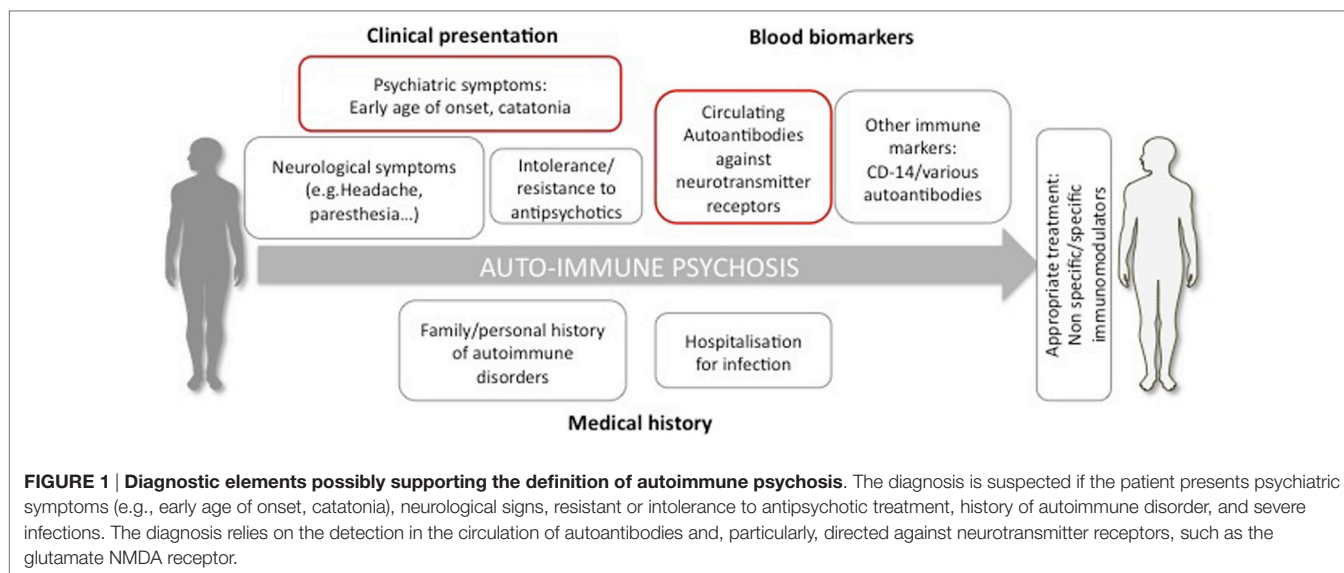 Clinical presentation
Blood biomarkers
Psychiatric symptoms:
Early age of onset, catatonia
Neurological symptoms
(e.g.Headache,
paresthesia...)
Intolerance/
resistance to
antipsychotics
Circulating
Autoantibodies
against
neurotransmitter
receptors
Other immune
markers:
CD-14/various
autoantibodies
AUTO-IMMUNE PSYCHOSIS
Appropriate treatment:
Non specific/specific
immunomodulators
Family/personal history
of autoimmune
disorders
Hospitalisation
for infection
Medical history
FIGURE 1 | Diagnostic elements possibly supporting the definition of autoimmune psychosis. The diagnosis is suspected if the patient presents psychiatric
symptoms (e.g., early age of onset, catatonia), neurological signs, resistant or intolerance to antipsychotic treatment, history of autoimmune disorder, and severe
infections. The diagnosis relies on the detection in the circulation of autoantibodies and, particularly, directed against neurotransmitter receptors, such as the
glutamate NMDA receptor.